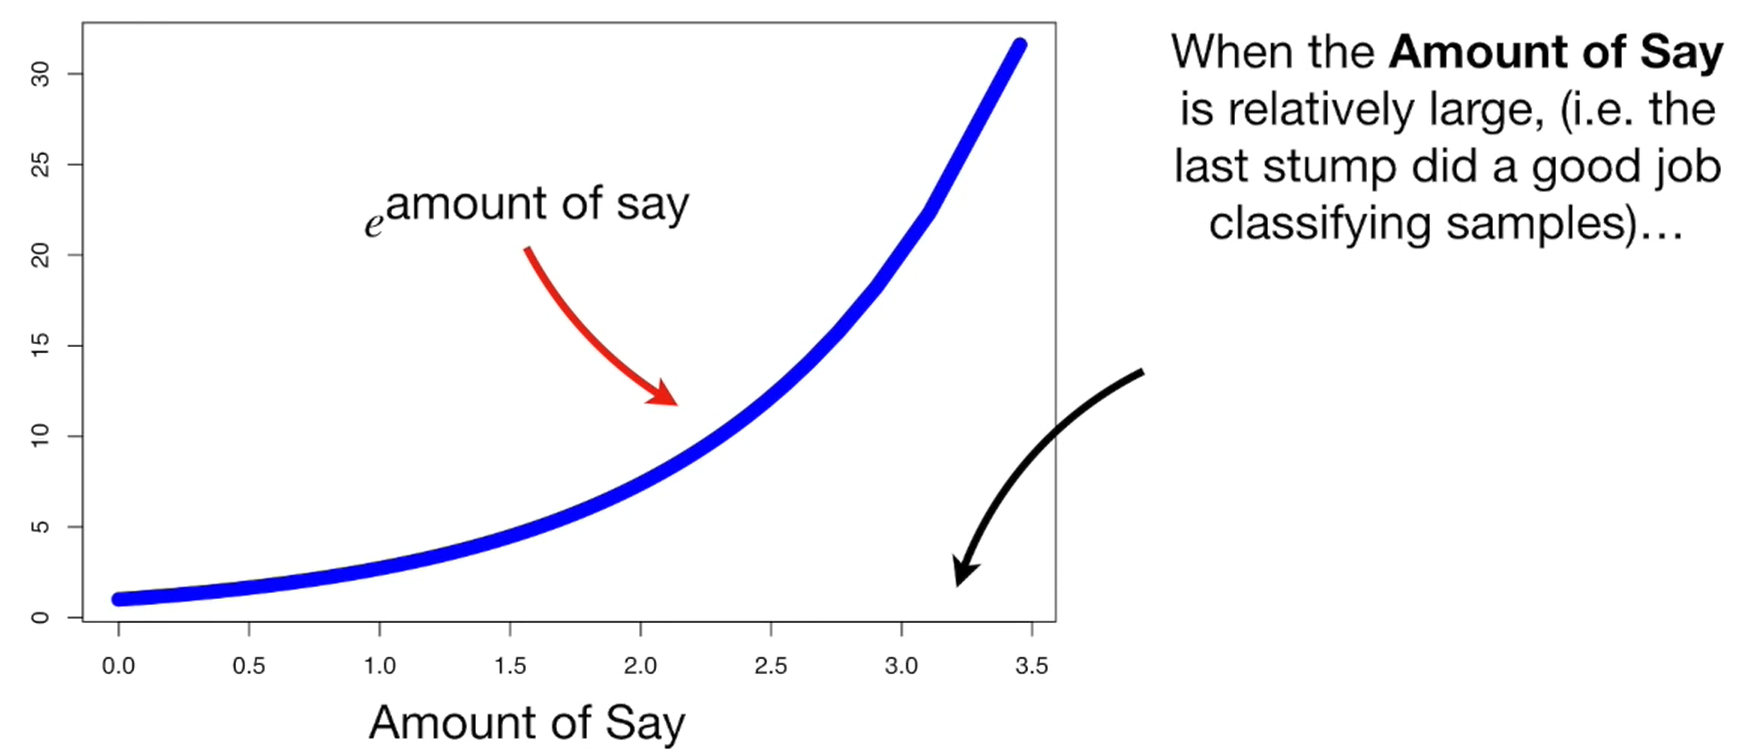 When the Amount of Say
is relatively large, (i.e. the
last stump did a good job
classifying samples)…
e^amount of say
30
25
20
15
10
5
0
0.0 0.5 1.0 1.5 2.0 2.5 3.0 3.5
Amount of Say